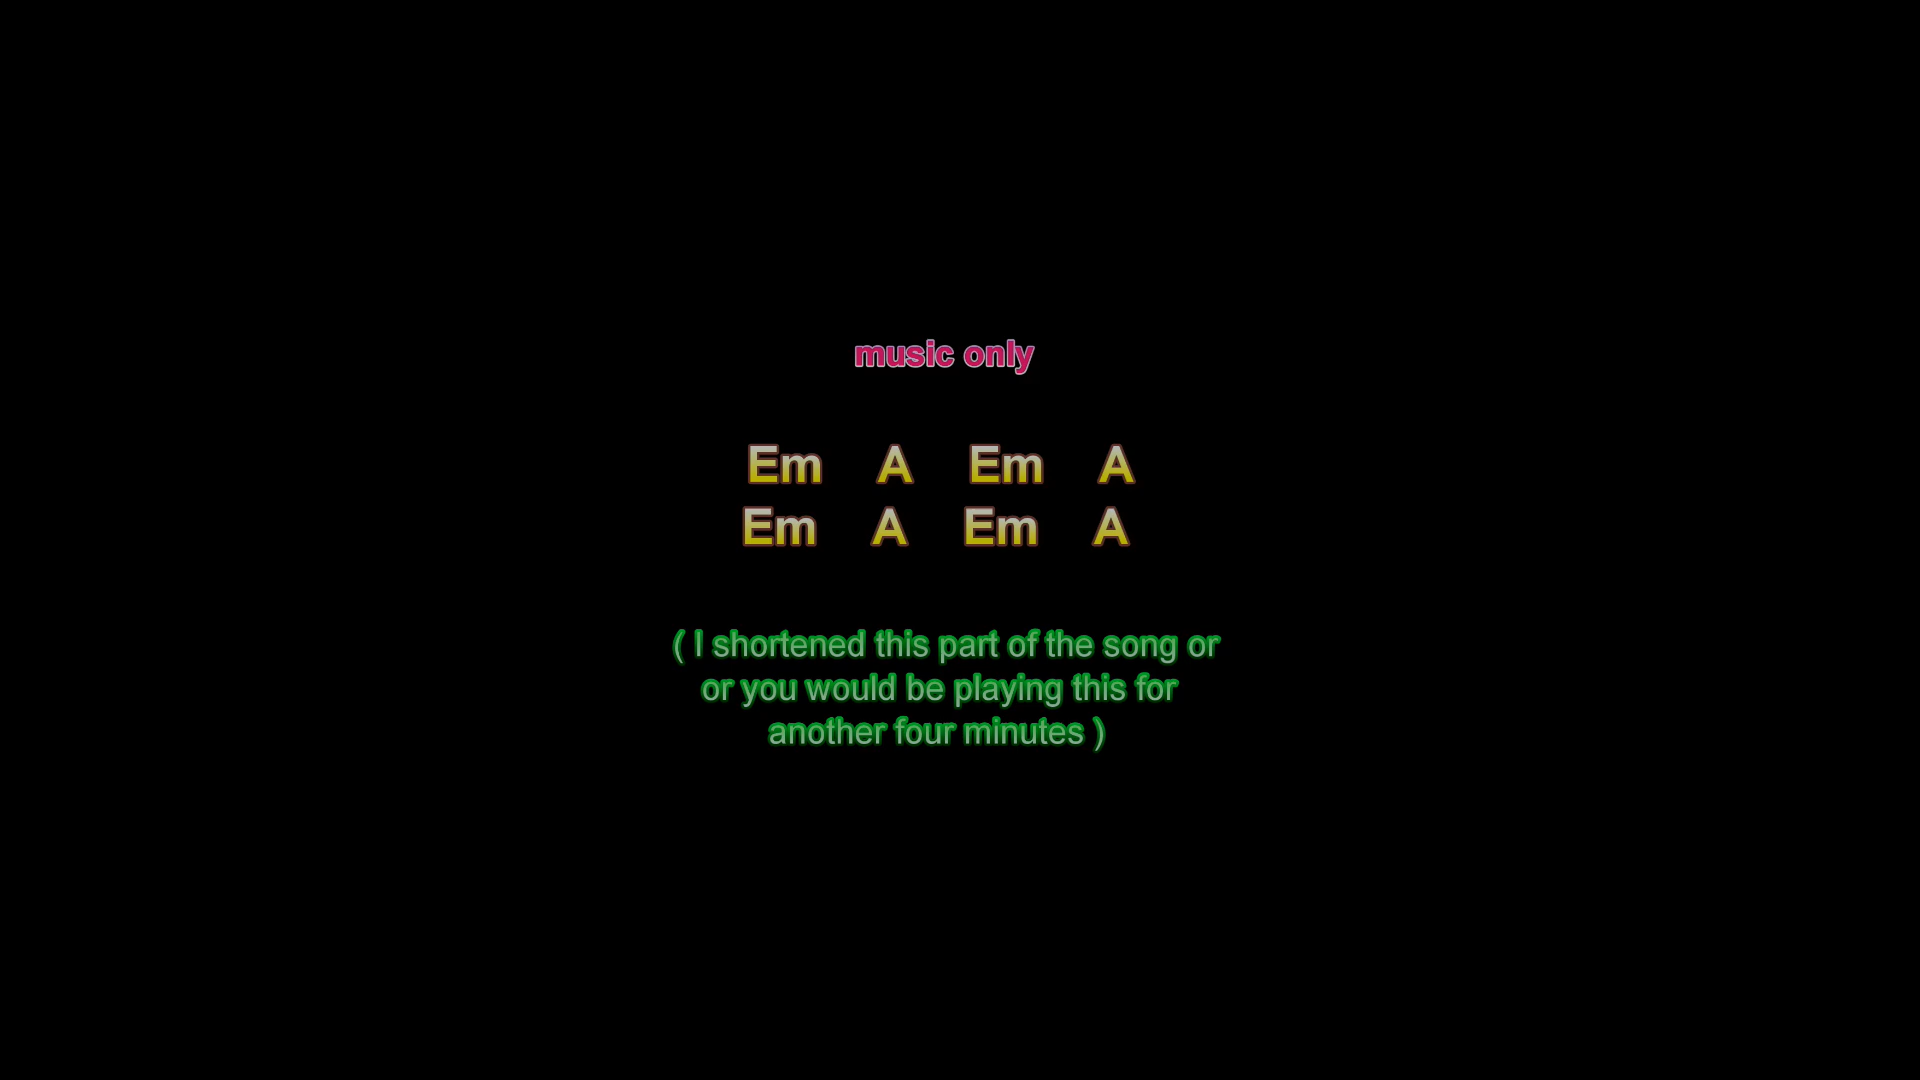 music only
Em A Em A
Em A Em A
( I shortened this part of the song or
or you would be playing this for
another four minutes )